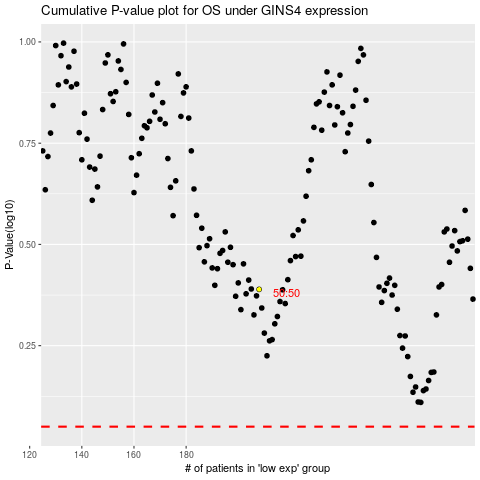 Cumulative P-value plot for OS under GINS4 expression
P-Value(log10)
1.00
0.75
0.50
0.25
50:50
120 140 160 180
# of patients in 'low exp' group